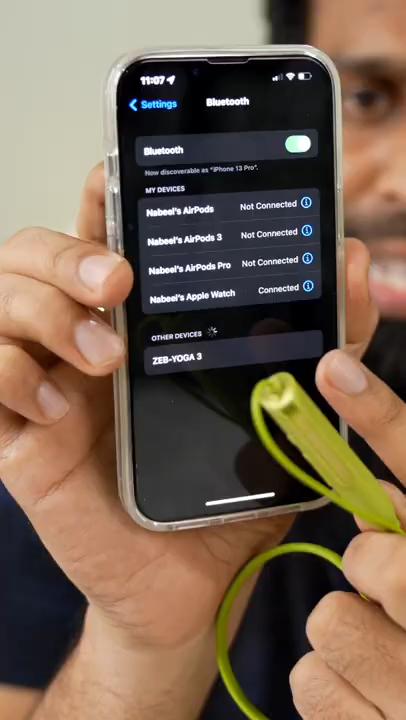 11:07
Settings
Bluetooth
Bluetooth
Now discoverable as "iPhone 13 Pro".
MY DEVICES
Nabeel's AirPods Not Connected
Nabeel's AirPods 3 Not Connected
Nabeel's AirPods Pro Not Connected
Nabeel's Apple Watch Connected
OTHER DEVICES
ZEB-YOGA 3